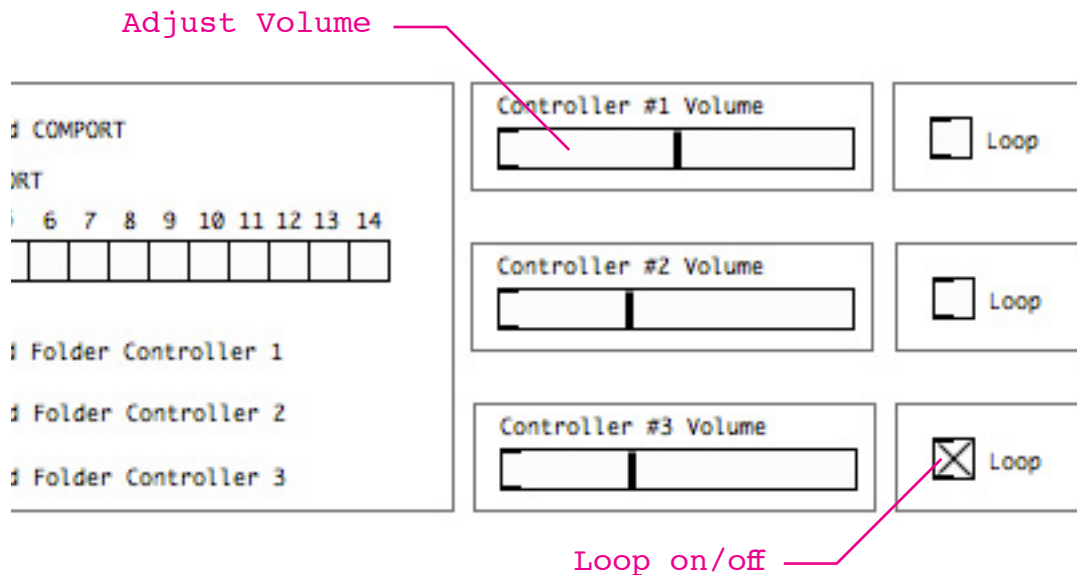 Adjust Volume
Controller #1 Volume
COMPORT
Loop
6 7 8 9 10 11 12 13 14
Controller #2 Volume
Loop
Folder Controller 1
Folder Controller 2
Controller #3 Volume
Loop
Folder Controller 3
Loop on/off